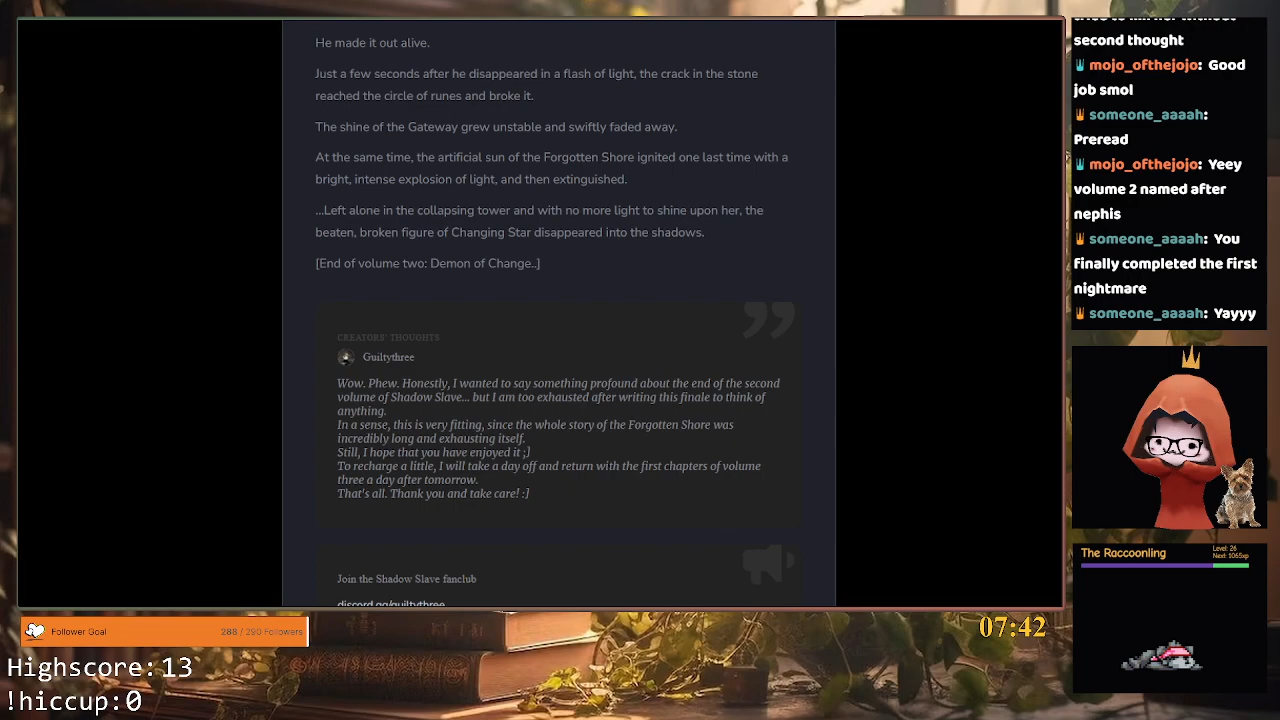 He made it out alive.
Just a few seconds after he disappeared in a flash of light, the crack in the stone
reached the circle of runes and broke it.
The shine of the Gateway grew unstable and swiftly faded away.
At the same time, the artificial sun of the Forgotten Shore ignited one last time with a
bright, intense explosion of light, and then extinguished.
...Left alone in the collapsing tower and with no more light to shine upon her, the
beaten, broken figure of Changing Star disappeared into the shadows.
[End of volume two: Demon of Change..]
CREATORS' THOUGHTS
Guiltythree
Wow. Phew. Honestly, I wanted to say something profound about the end of the second
volume of Shadow Slave... but I am too exhausted after writing this finale to think of
anything.
In a sense, this is very fitting, since the whole story of the Forgotten Shore was
incredibly long and exhausting itself.
Still, I hope that you have enjoyed it ;]
To recharge a little, I will take a day off and return with the first chapters of volume
three a day after tomorrow.
That's all. Thank you and take care! :]
Join the Shadow Slave fanclub
discord.gg/guiltythree
second thought
mojo_ofthejojo: Good
job smol
someone_aaaah:
Preread
mojo_ofthejojo: Yeey
volume 2 named after
nephis
someone_aaaah: You
finally completed the first
nightmare
someone_aaaah: Yayyy
The Raccoonling
Level: 26
Next: 1065xp
Follower Goal
288 / 290 Followers
07:42
Highscore:13
!hiccup:0